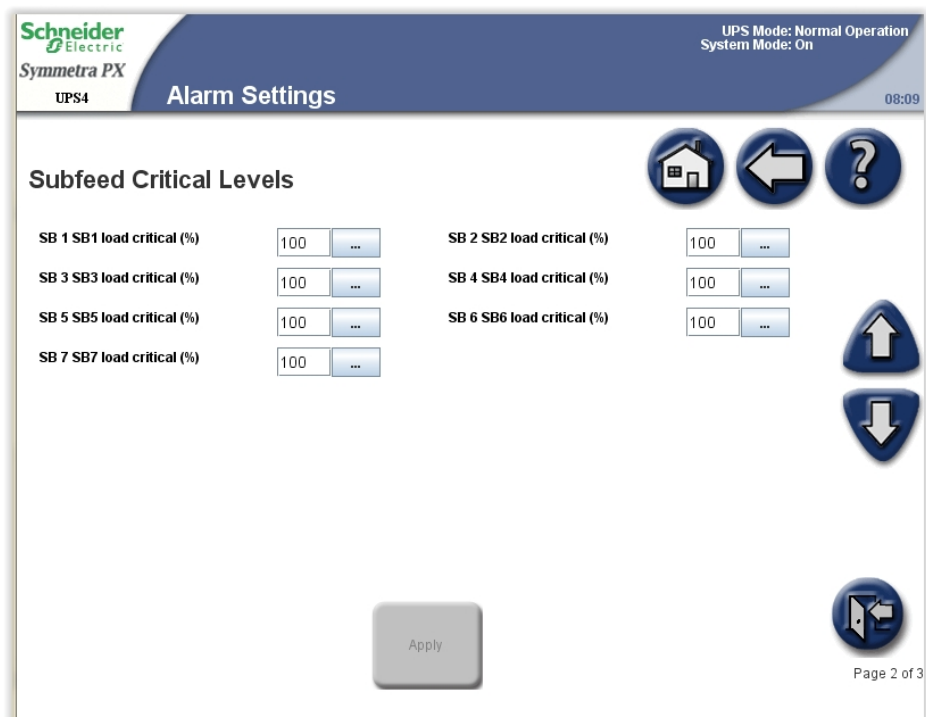 Schneider
Electric
Symmetra PX
UPS4
Alarm Settings
UPS Mode: Normal Operation
System Mode: On
08:09
Subfeed Critical Levels
SB 1 SB1 load critical (%) 100 ... SB 2 SB2 load critical (%) 100 ...
SB 3 SB3 load critical (%) 100 ... SB 4 SB4 load critical (%) 100 ...
SB 5 SB5 load critical (%) 100 ... SB 6 SB6 load critical (%) 100 ...
SB 7 SB7 load critical (%) 100 ...
Apply
Page 2 of 3